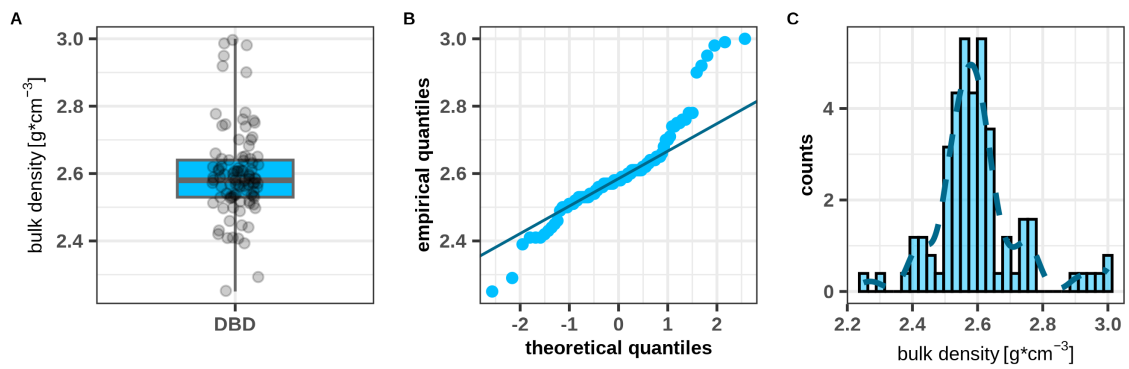 A
bulk density [g*cm⁻³]
3.0
2.8
2.6
2.4
DBD
B
empirical quantiles
3.0
2.8
2.6
2.4
-2 -1 0 1 2
theoretical quantiles
C
counts
4
2
0
2.2 2.4 2.6 2.8 3.0
bulk density [g*cm⁻³]